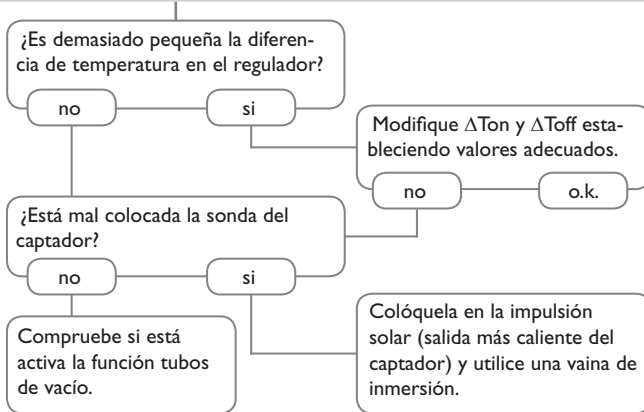 ¿Es demasiado pequeña la diferen-
cia de temperatura en el regulador?
no
si
Modifique ∆Ton y ∆Toff esta-
bleciendo valores adecuados.
no
o.k.
¿Está mal colocada la sonda del
captador?
no
si
Compruebe si está
activa la función tubos
de vacío.
Colóquela en la impulsión
solar (salida más caliente del
captador) y utilice una vaina de
inmersión.